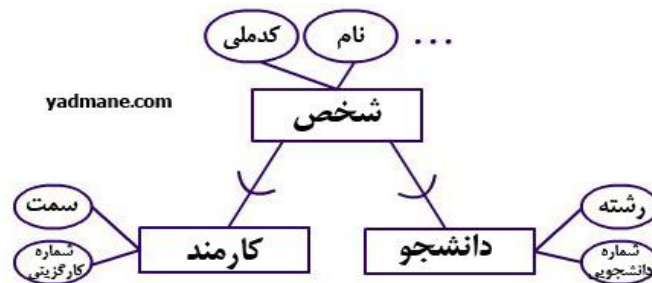 کدملی نام ...
yadmane.com
شخص
سمت
رشته
کارمند
دانشجو
شماره
کارگزینی
شماره
دانشجویی